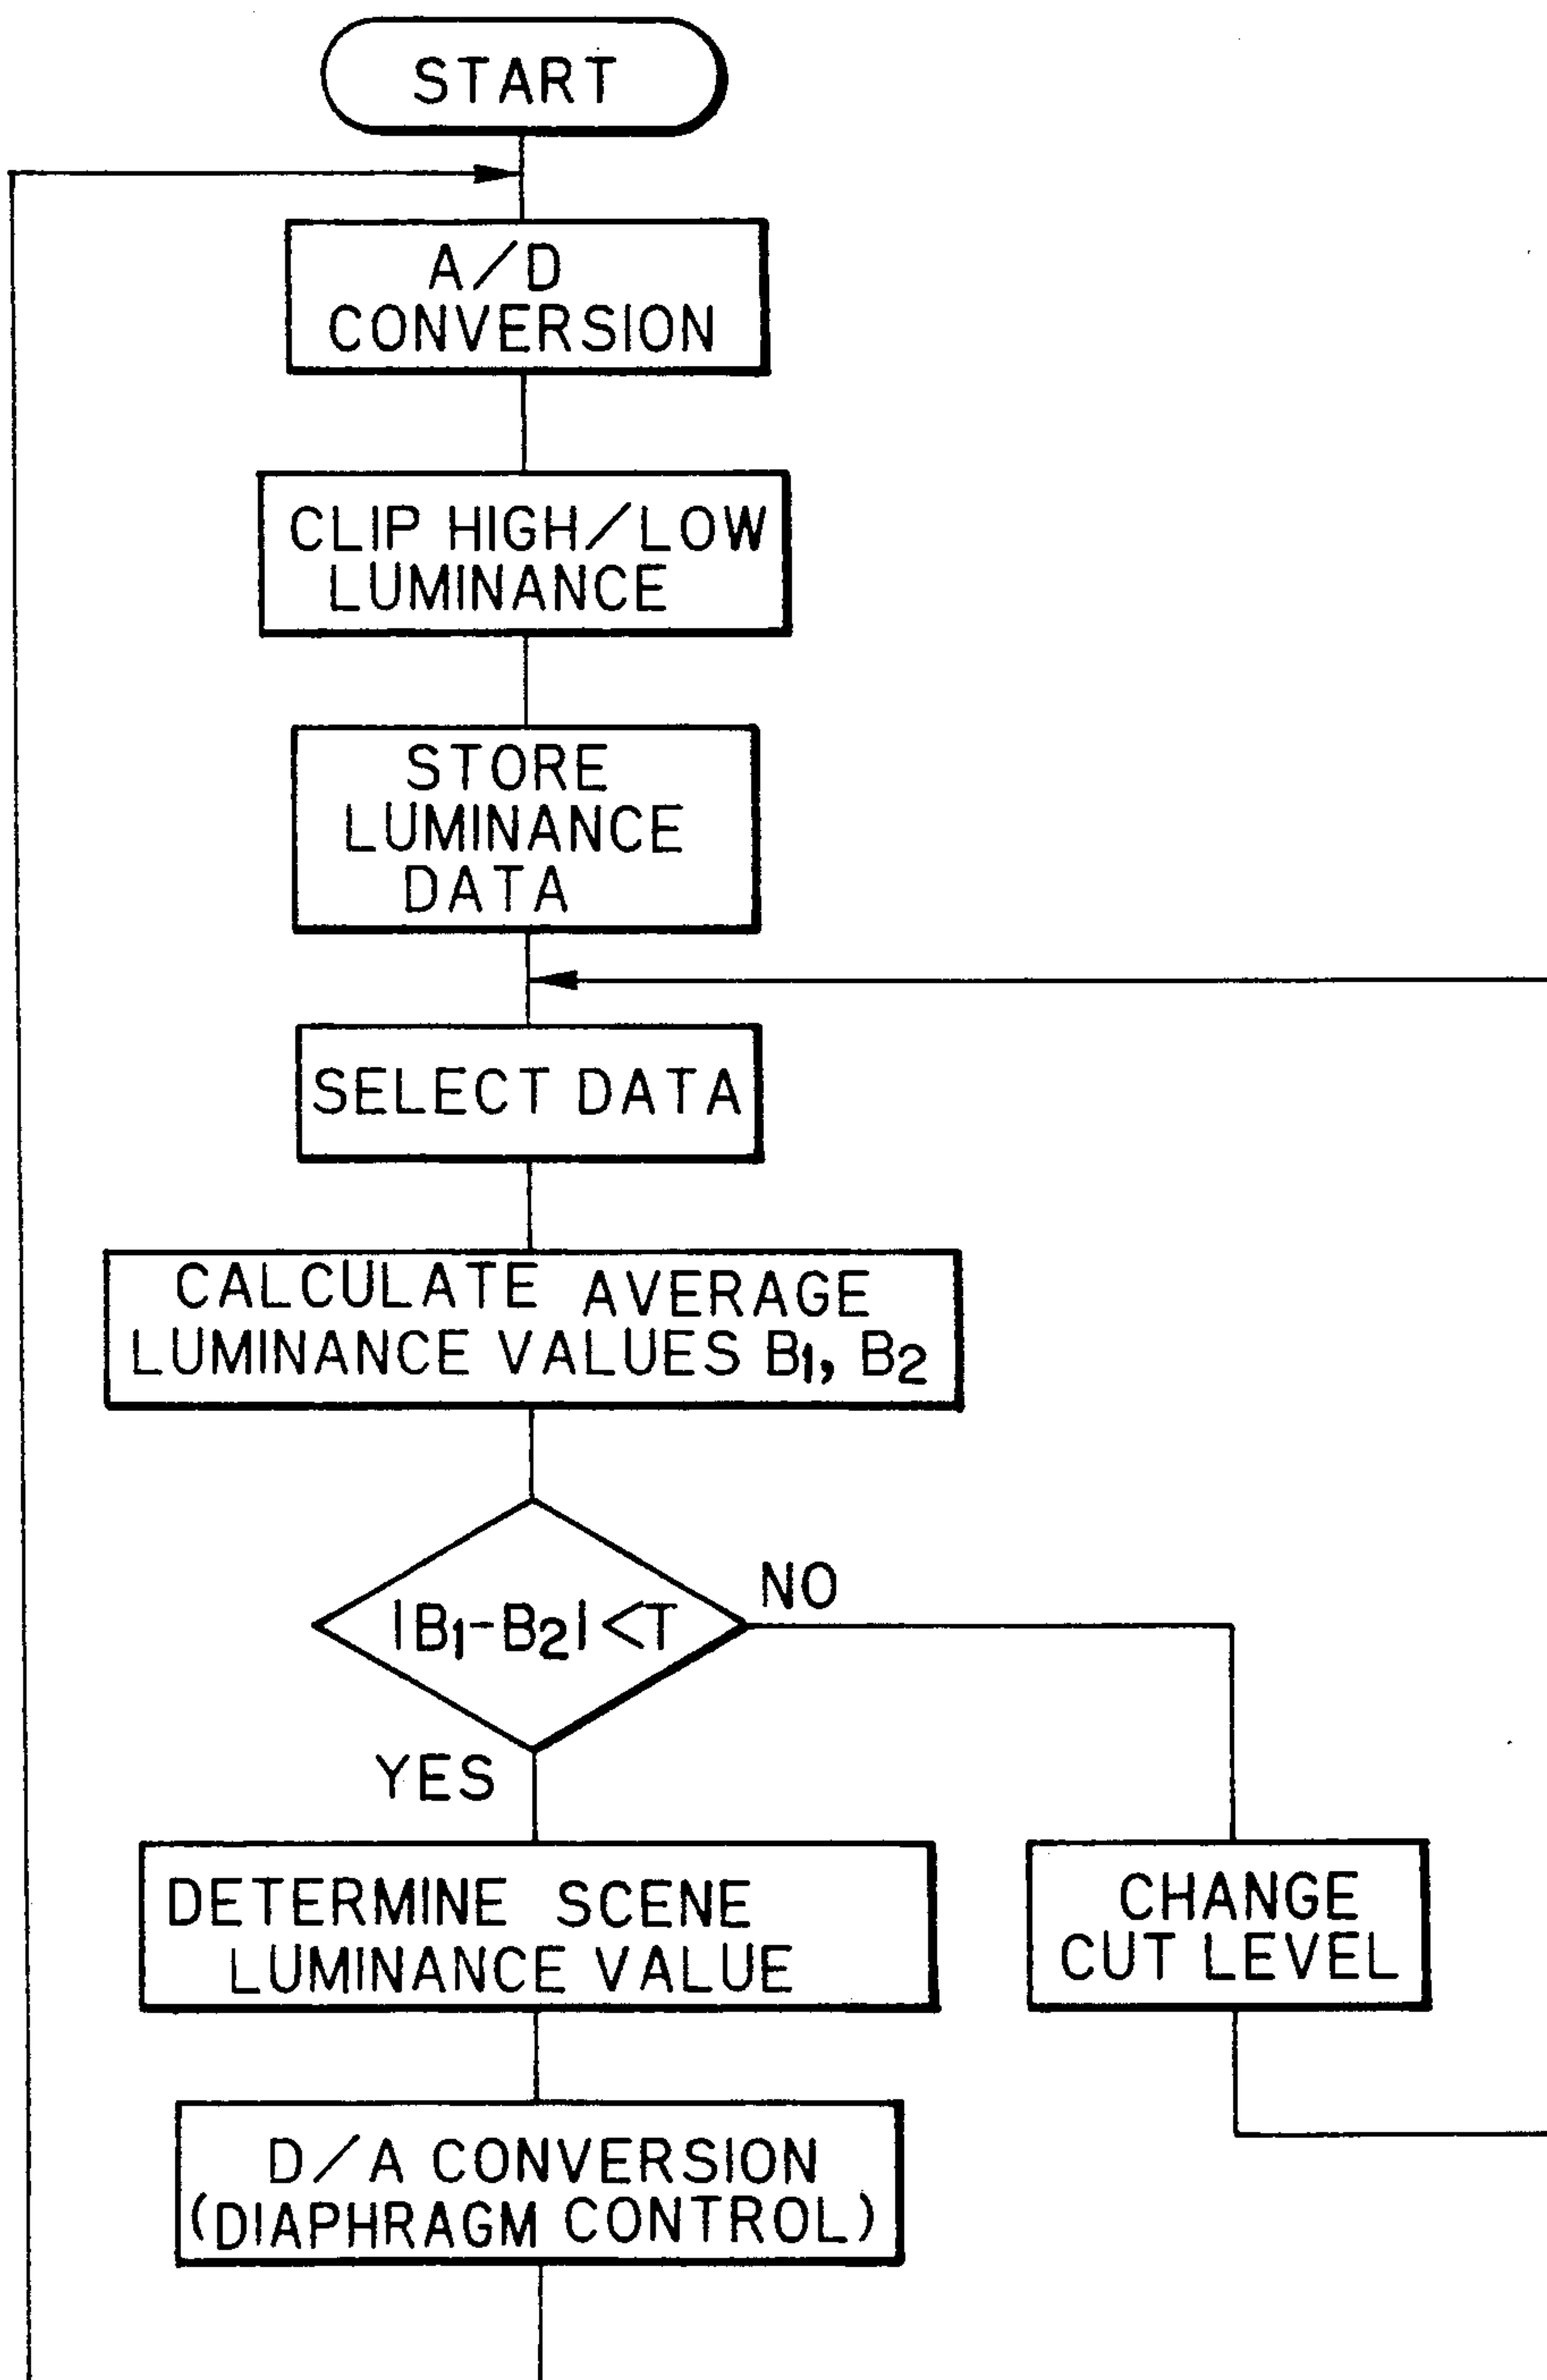 START
A/D
CONVERSION
CLIP HIGH/LOW
LUMINANCE
STORE
LUMINANCE
DATA
SELECT DATA
CALCULATE AVERAGE
LUMINANCE VALUES B1, B2
|B1-B2|<T
NO
YES
DETERMINE SCENE
LUMINANCE VALUE
CHANGE
CUT LEVEL
D/A CONVERSION
(DIAPHRAGM CONTROL)